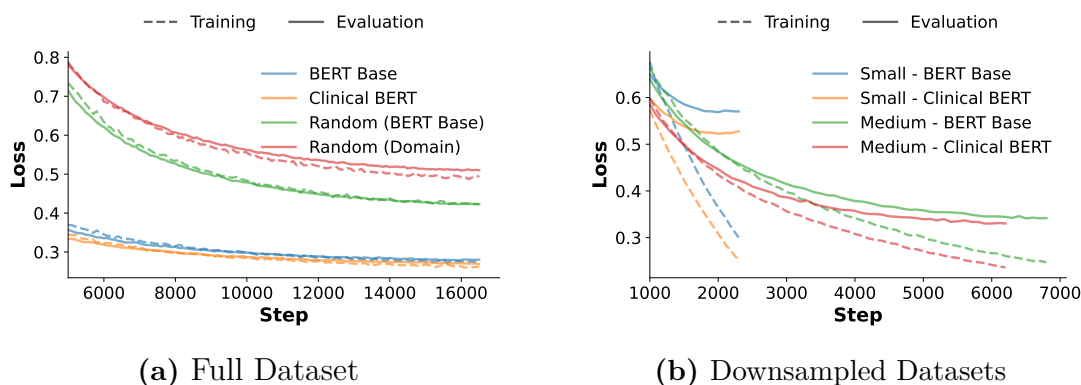 Training Evaluation
0.8
0.7
0.6
0.5
0.4
0.3
Loss
BERT Base
Clinical BERT
Random (BERT Base)
Random (Domain)
6000 8000 10000 12000 14000 16000
Step
(a) Full Dataset
Training Evaluation
0.6
0.5
0.4
0.3
Loss
Small - BERT Base
Small - Clinical BERT
Medium - BERT Base
Medium - Clinical BERT
1000 2000 3000 4000 5000 6000 7000
Step
(b) Downsampled Datasets